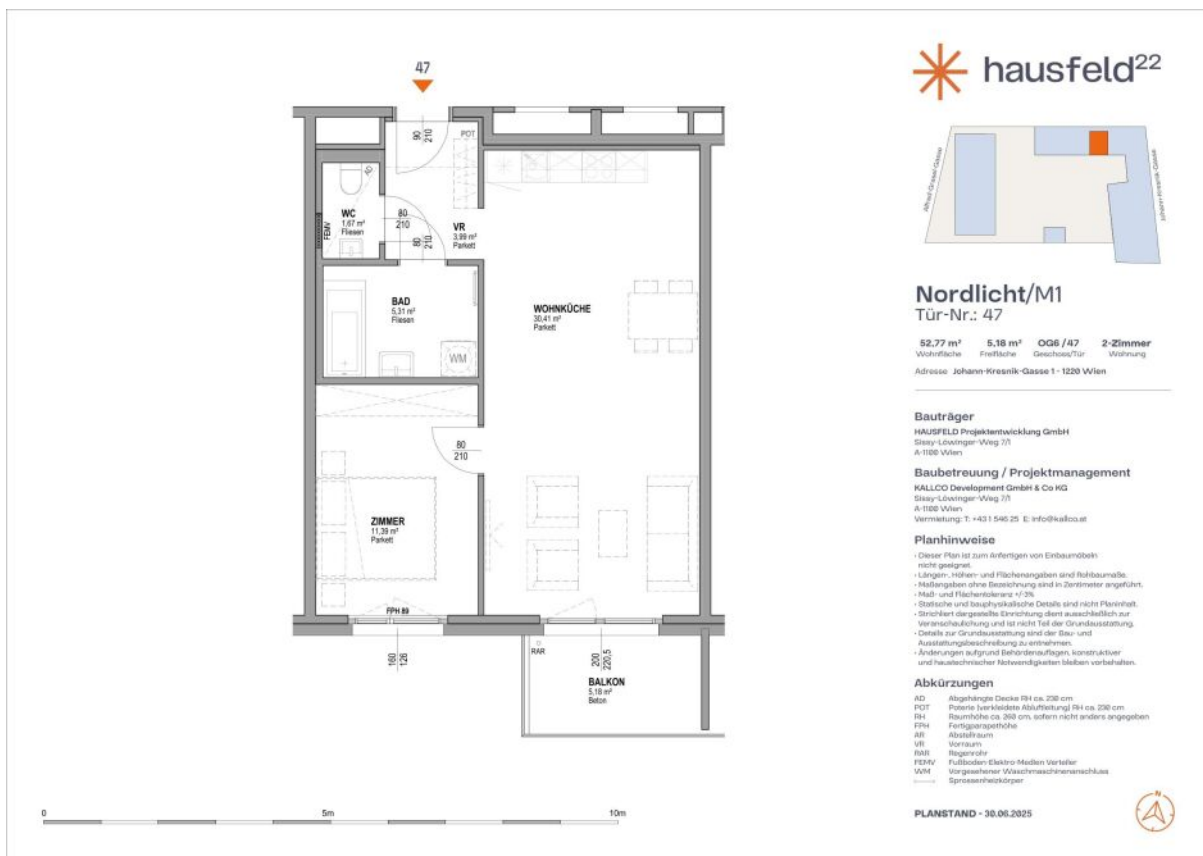 47
90
210
POT
AD
WC
1,67 m²
Fliesen
FEMV
80
210
80
210
VR
3,99 m²
Parkett
BAD
5,31 m²
Fliesen
WM
WOHNKÜCHE
30,41 m²
Parkett
80
210
ZIMMER
11,39 m²
Parkett
FPH 89
160
126
RAR
200
220,5
BALKON
5,18 m²
Beton
0
5m
10m
hausfeld22
Alfred-Grinzel-Gasse
Johann-Kresnik-Gasse
Nordlicht/M1
Tür-Nr.: 47
52,77 m² 5,18 m² OG6 / 47 2-Zimmer
Wohnfläche Freifläche Geschoss/Tür Wohnung
Adresse Johann-Kresnik-Gasse 1 - 1220 Wien
Bauträger
HAUSFELD Projektentwicklung GmbH
Sissy-Löwinger-Weg 7/1
A-1100 Wien
Baubetreuung / Projektmanagement
KALLCO Development GmbH & Co KG
Sissy-Löwinger-Weg 7/1
A-1100 Wien
Vermietung: T: +43 1 546 25 E: info@kallco.at
Planhinweise
• Dieser Plan ist zum Anfertigen von Einbaumöbeln
nicht geeignet.
• Längen-, Höhen- und Flächenangaben sind Rohbaumaße.
• Maßangaben ohne Bezeichnung sind in Zentimeter angeführt.
• Maß- und Flächentoleranz +/-3%
• Statische und bauphysikalische Details sind nicht Planinhalt.
• Strichliert dargestellte Einrichtung dient ausschließlich zur
Veranschaulichung und ist nicht Teil der Grundausstattung.
• Details zur Grundausstattung sind der Bau- und
Ausstattungsbeschreibung zu entnehmen.
• Änderungen aufgrund Behördenauflagen, konstruktiver
und haustechnischer Notwendigkeiten bleiben vorbehalten.
Abkürzungen
AD Abgehängte Decke RH ca. 230 cm
POT Poterie (verkleidete Abluftleitung) RH ca. 230 cm
RH Raumhöhe ca. 260 cm, sofern nicht anders angegeben
FPH Fertigparapethöhe
AR Abstellraum
VR Vorraum
RAR Regenrohr
FEMV Fußboden-Elektro-Medien Verteiler
WM Vorgesehener Waschmaschinenanschluss
Sprossenheizkörper
PLANSTAND - 30.06.2025
N